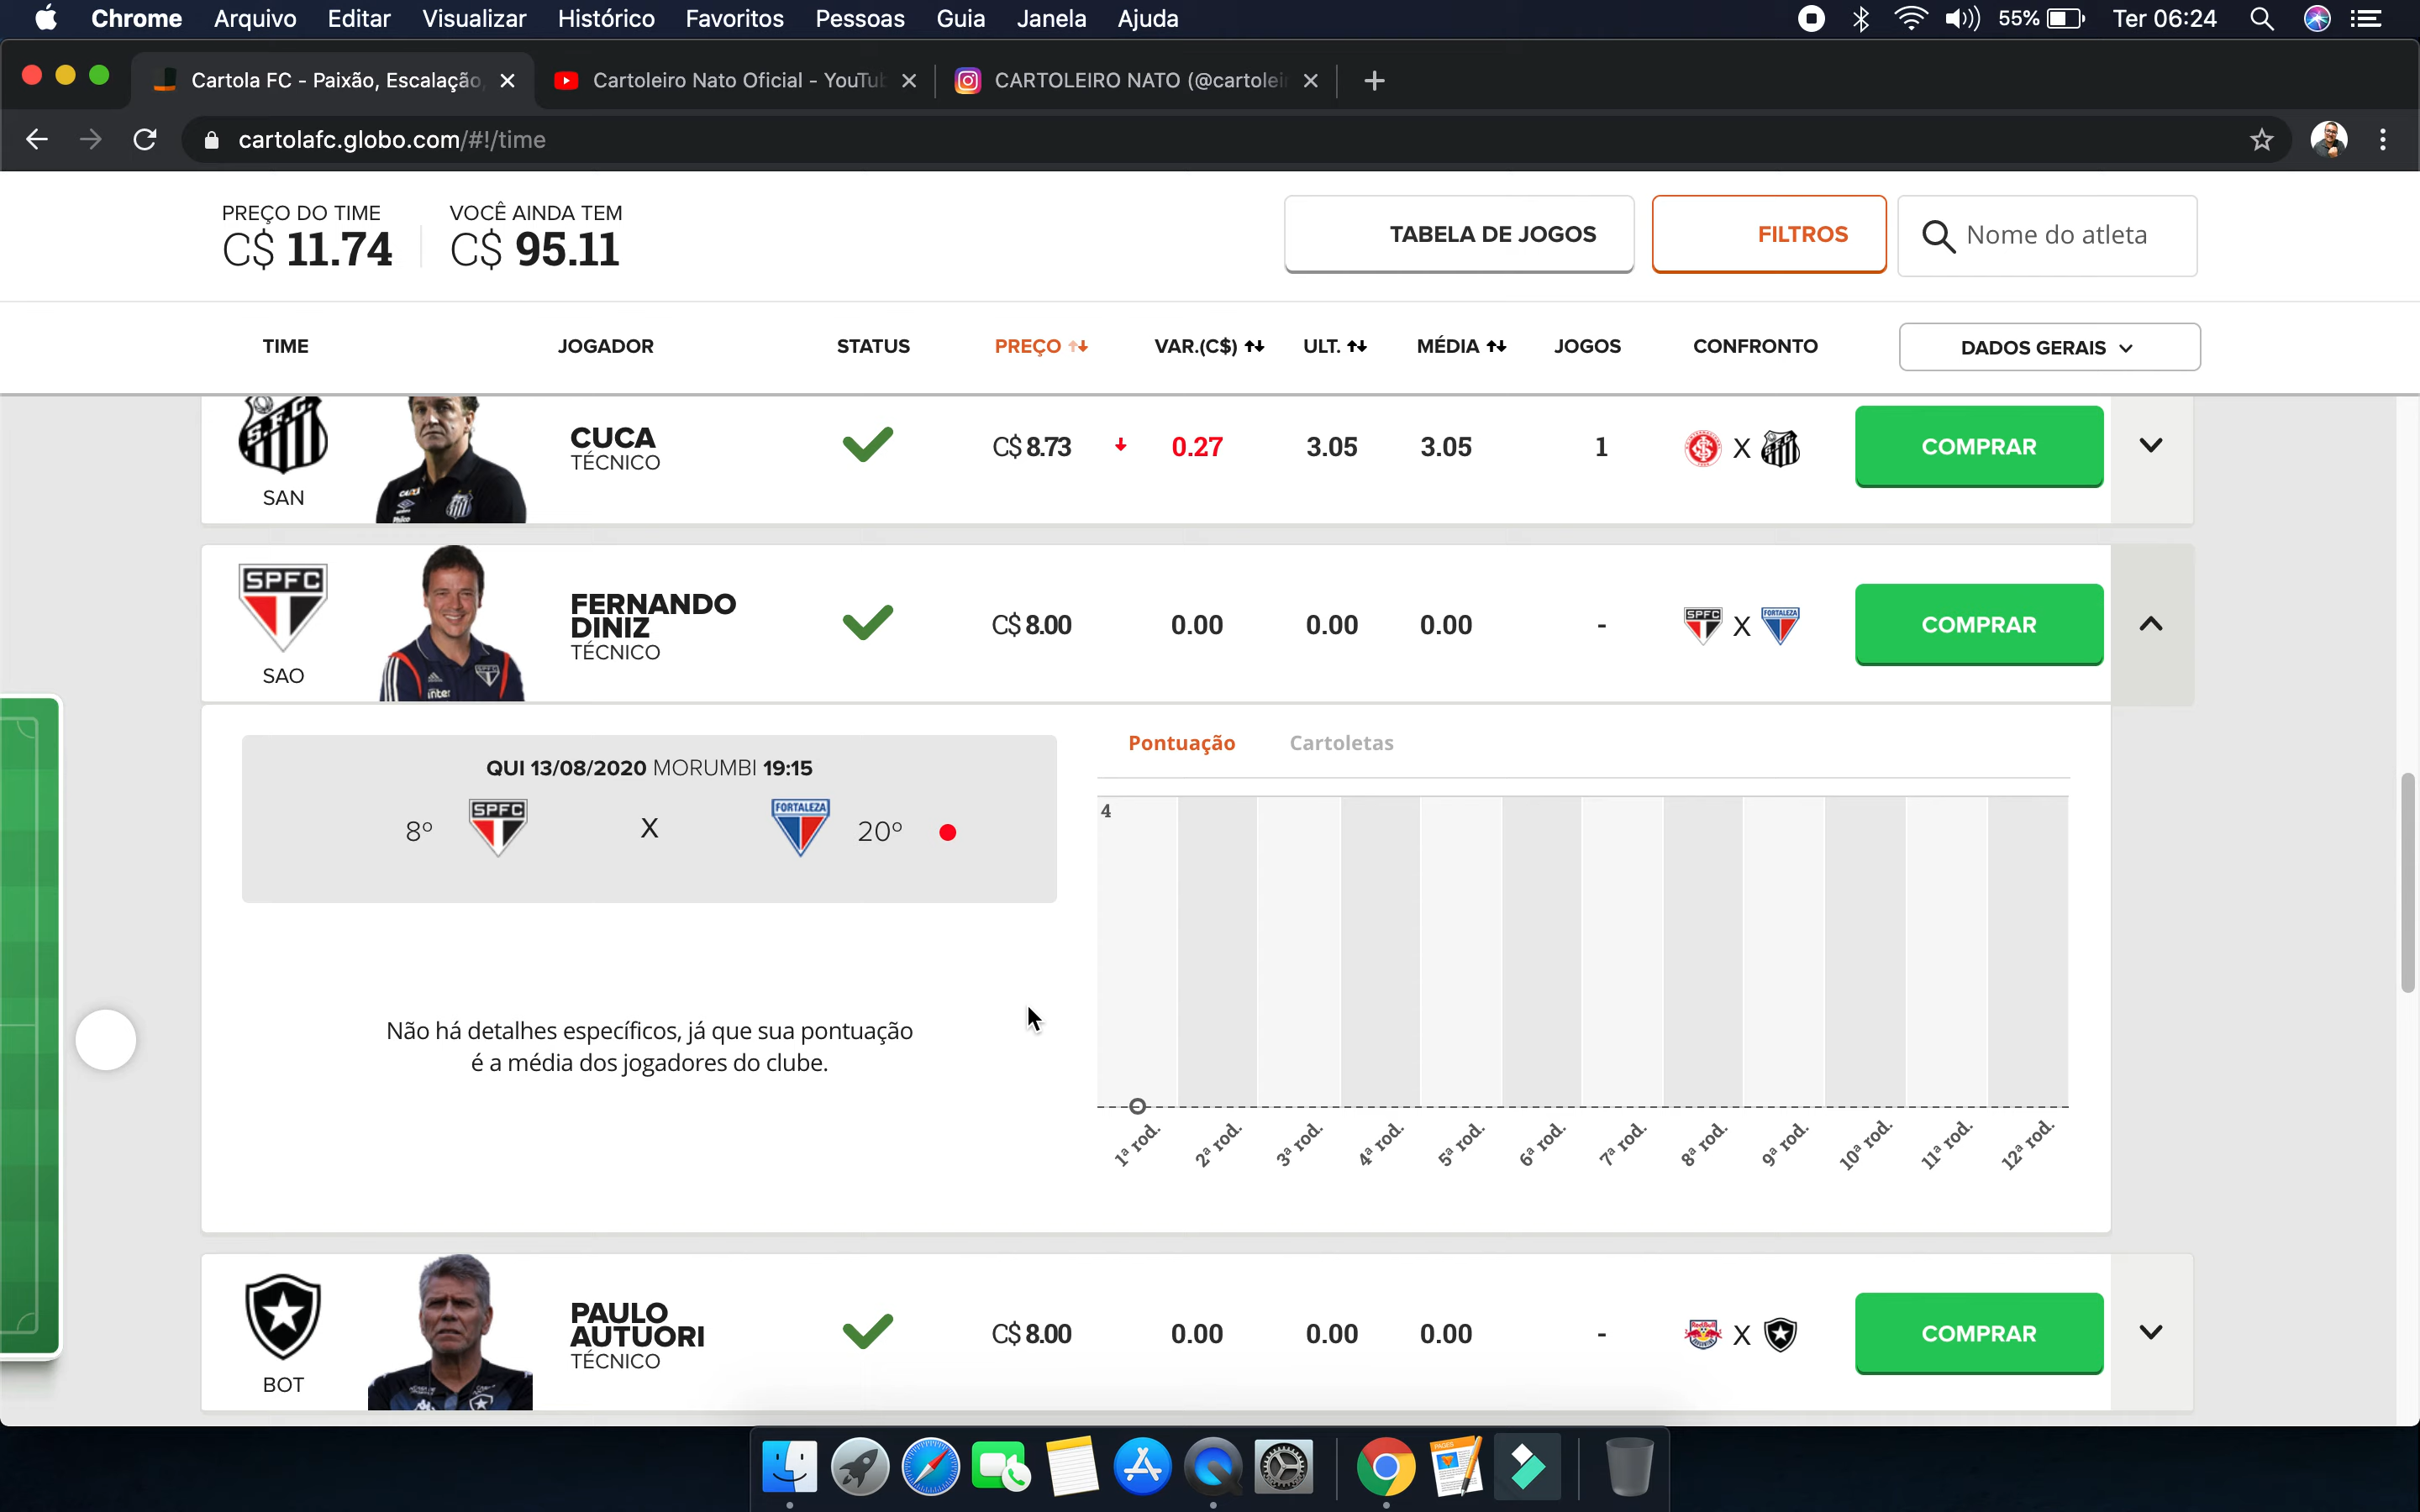 Chrome Arquivo Editar Visualizar Histórico Favoritos Pessoas Guia Janela Ajuda 55% Ter 06:24
Cartola FC - Paixão, Escalação, Cartoleiro Nato Oficial - YouTub CARTOLEIRO NATO (@cartolei
cartolafc.globo.com/#!/time
PREÇO DO TIME VOCÊ AINDA TEM
C$ 11.74 C$ 95.11
TABELA DE JOGOS FILTROS Nome do atleta
TIME JOGADOR STATUS PREÇO VAR.(C$) ULT. MÉDIA JOGOS CONFRONTO DADOS GERAIS
CUCA
TÉCNICO
C$ 8.73 0.27 3.05 3.05 1 X COMPRAR
SAN
SPFC
FERNANDO
DINIZ
TÉCNICO
C$ 8.00 0.00 0.00 0.00 - SPFC X FORTALEZA COMPRAR
SAO
QUI 13/08/2020 MORUMBI 19:15
8º SPFC X FORTALEZA 20º
Não há detalhes específicos, já que sua pontuação
é a média dos jogadores do clube.
Pontuação Cartoletas
4
1ª rod. 2ª rod. 3ª rod. 4ª rod. 5ª rod. 6ª rod. 7ª rod. 8ª rod. 9ª rod. 10ª rod. 11ª rod. 12ª rod.
PAULO
AUTUORI
TÉCNICO
C$ 8.00 0.00 0.00 0.00 - X COMPRAR
BOT
PAGES